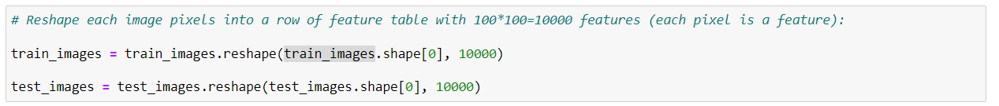 # Reshape each image pixels into a row of feature table with 100*100=10000 features (each pixel is a feature):
train_images = train_images.reshape(train_images.shape[0], 10000)
test_images = test_images.reshape(test_images.shape[0], 10000)